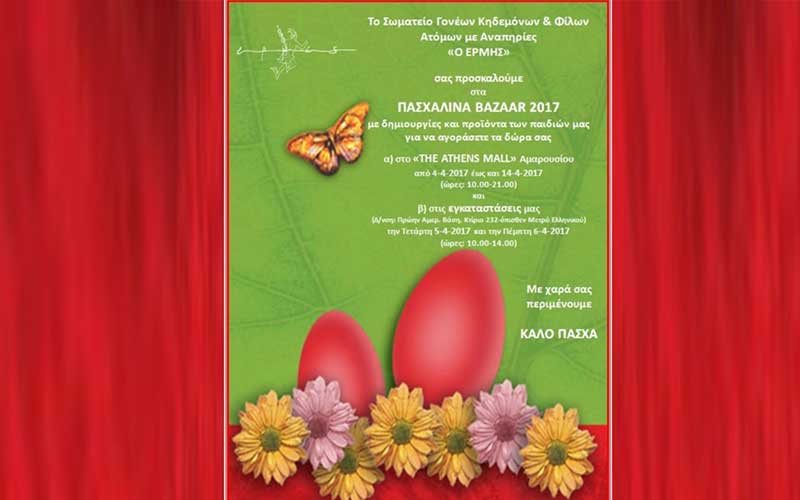 Το Σωματείο Γονέων Κηδεμόνων & Φίλων
Ατόμων με Αναπηρίες
«Ο ΕΡΜΗΣ»
σας προσκαλούμε
στα
ΠΑΣΧΑΛΙΝΑ BAZAAR 2017
με δημιουργίες και προϊόντα των παιδιών μας
για να αγοράσετε τα δώρα σας
α) στο «THE ATHENS MALL» Αμαρουσίου
από 4-4-2017 έως και 14-4-2017
(ώρες: 10.00-21.00)
και
β) στις εγκαταστάσεις μας
(Δ/νση: Πρώην Αμερ. Βάση, Κτίριο 232-όπισθεν Μετρό Ελληνικού)
την Τετάρτη 5-4-2017 και την Πέμπτη 6-4-2017
(ώρες: 10.00-14.00)
Με χαρά σας
περιμένουμε
ΚΑΛΟ ΠΑΣΧΑ